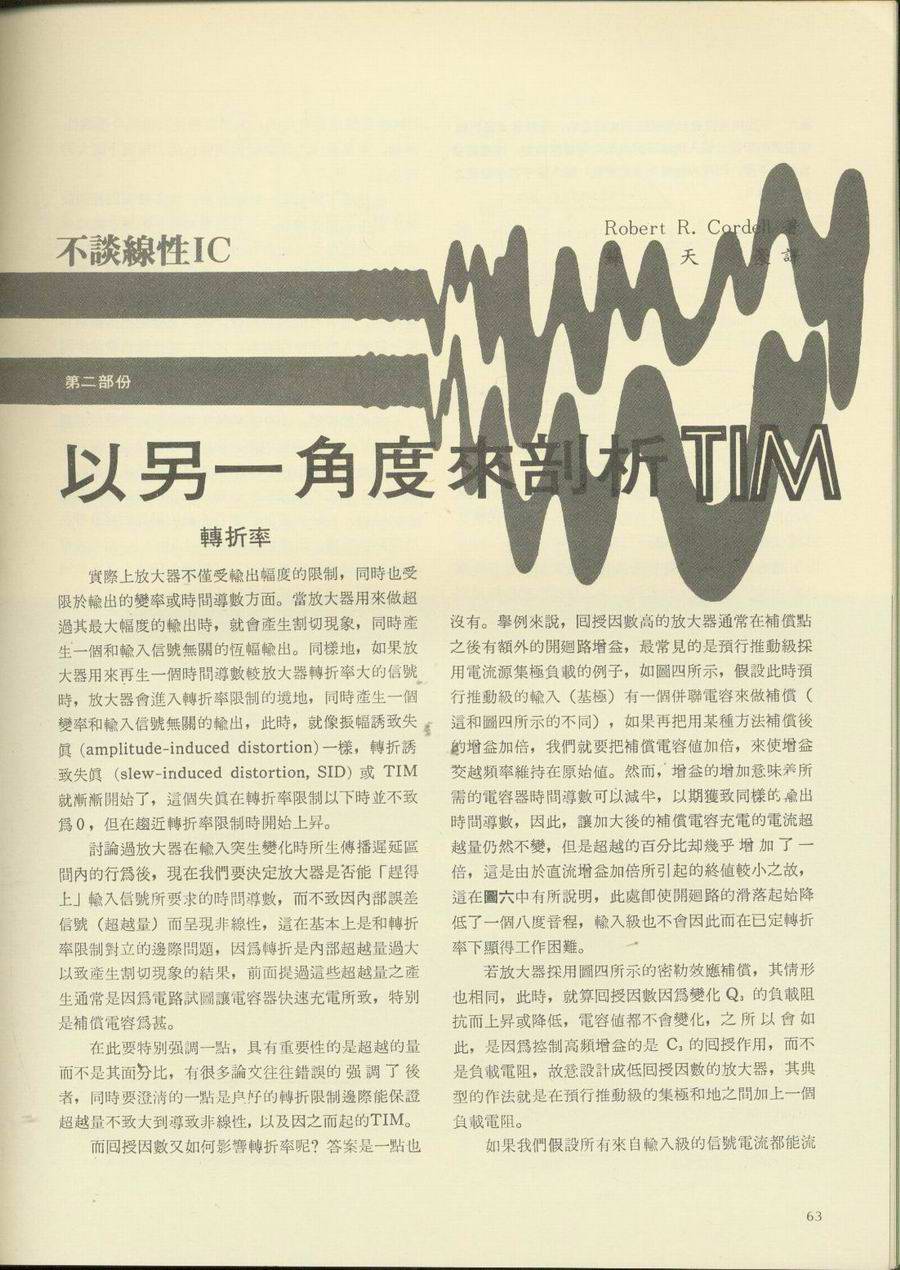 不談線性IC
Robert R. Cordell 著
天 譯
第二部份
以另一角度來剖析TIM
轉折率
實際上放大器不僅受輸出幅度的限制，同時也受
限於輸出的變率或時間導數方面。當放大器用來做超
過其最大幅度的輸出時，就會產生割切現象，同時產
生一個和輸入信號無關的恆幅輸出。同樣地，如果放
大器用來再生一個時間導數較放大器轉折率大的信號
時，放大器會進入轉折率限制的境地，同時產生一個
變率和輸入信號無關的輸出，此時，就像振幅誘致失
眞 (amplitude-induced distortion)一樣，轉折誘
致失眞 (slew-induced distortion, SID) 或 TIM
就漸漸開始了，這個失眞在轉折率限制以下時並不致
爲0，但在趨近轉折率限制時開始上昇。
討論過放大器在輸入突生變化時所生傳播遲延區
間內的行爲後，現在我們要決定放大器是否能「趕得
上」輸入信號所要求的時間導數，而不致因內部誤差
信號（超越量）而呈現非線性，這在基本上是和轉折
率限制對立的邊際問題，因爲轉折是內部超越量過大
以致產生割切現象的結果，前面提過這些超越量之產
生通常是因爲電路試圖讓電容器快速充電所致，特別
是補償電容爲甚。
在此要特别强調一點，具有重要性的是超越的量
而不是其百分比，有很多論文往往錯誤的强調了後
者，同時要澄淸的一點是良好的轉折限制邊際能保證
超越量不致大到導致非線性，以及因之而起的TIM。
而囘授因數又如何影響轉折率呢？答案是一點也
沒有。舉例來說，囘授因數高的放大器通常在補償點
之後有額外的開迴路增益，最常見的是預行推動級採
用電流源集極負載的例子，如圖四所示，假設此時預
行推動級的輸入（基極）有一個併聯電容來做補償（
這和圖四所示的不同），如果再把用某種方法補償後
的增益加倍，我們就要把補償電容値加倍，來使增益
交越頻率維持在原始値。然而，增益的增加意味着所
需的電容器時間導數可以減半，以期獲致同樣的輸出
時間導數，因此，讓加大後的補償電容充電的電流超
越量仍然不變，但是超越的百分比却幾乎增加了一
倍，這是由於直流增益加倍所引起的終値較小之故，
這在圖六中有所說明，此處卽使開迴路的滑落起始降
低了一個八度音程，輸入級也不會因此而在已定轉折
率下顯得工作困難。
若放大器採用圖四所示的密勒效應補償，其情形
也相同，此時，就算囘授因數因爲變化 Q₃ 的負載阻
抗而上昇或降低，電容値都不會變化，之所以會如
此，是因爲控制高頻增益的是 C₃ 的囘授作用，而不
是負載電阻，故意設計成低囘授因數的放大器，其典
型的作法就是在預行推動級的集極和地之間加上一個
負載電阻。
如果我們假設所有來自輸入級的信號電流都能流
63